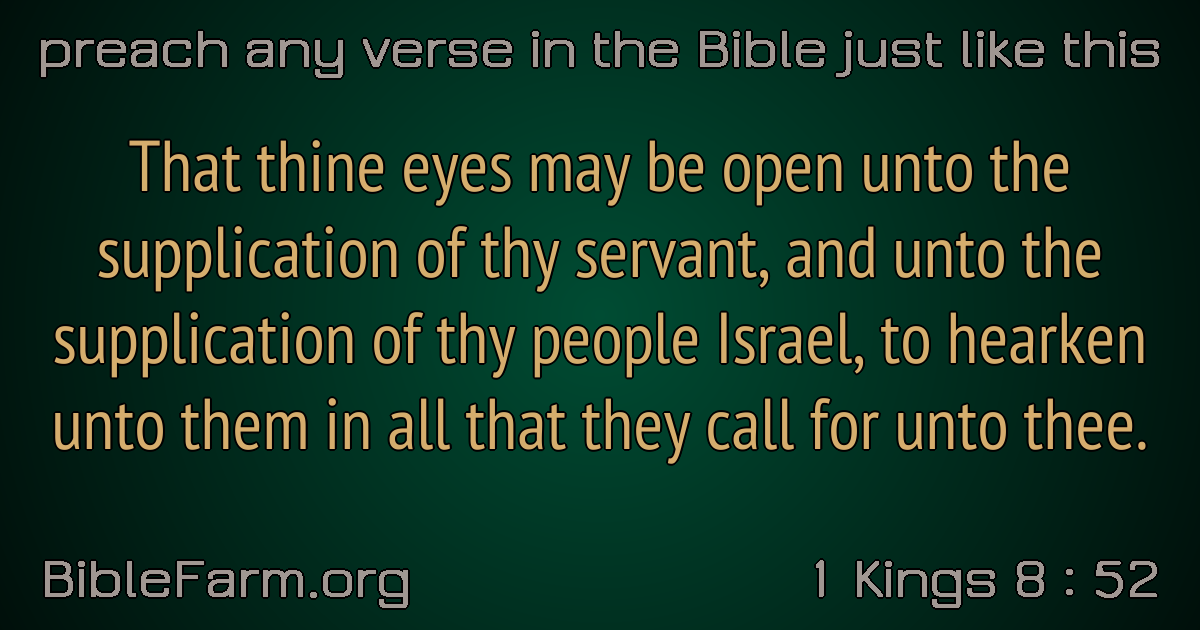 preach any verse in the Bible just like this
That thine eyes may be open unto the
supplication of thy servant, and unto the
supplication of thy people Israel, to hearken
unto them in all that they call for unto thee.
BibleFarm.org
1 Kings 8 : 52